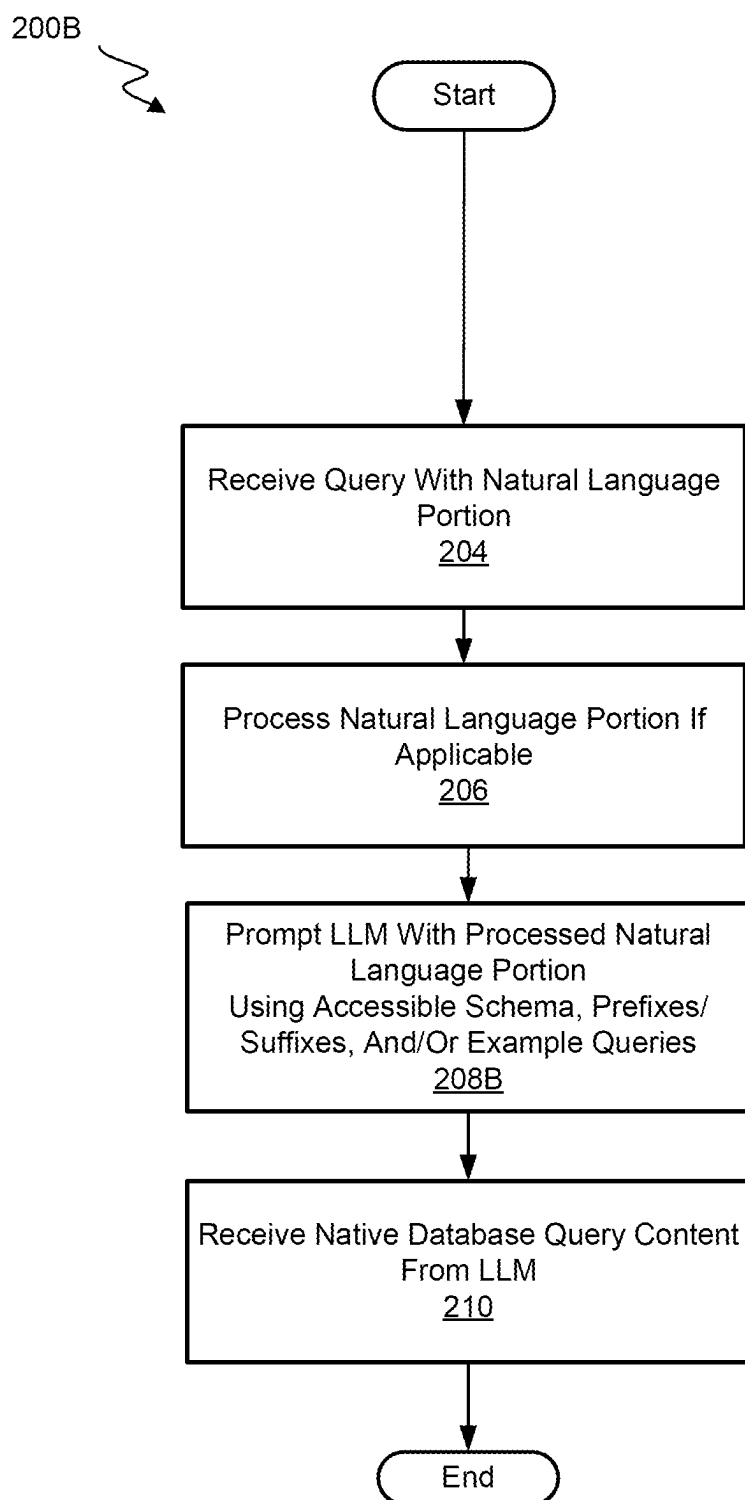 200B
Start
Receive Query With Natural Language
Portion
204
Process Natural Language Portion If
Applicable
206
Prompt LLM With Processed Natural
Language Portion
Using Accessible Schema, Prefixes/
Suffixes, And/Or Example Queries
208B
Receive Native Database Query Content
From LLM
210
End